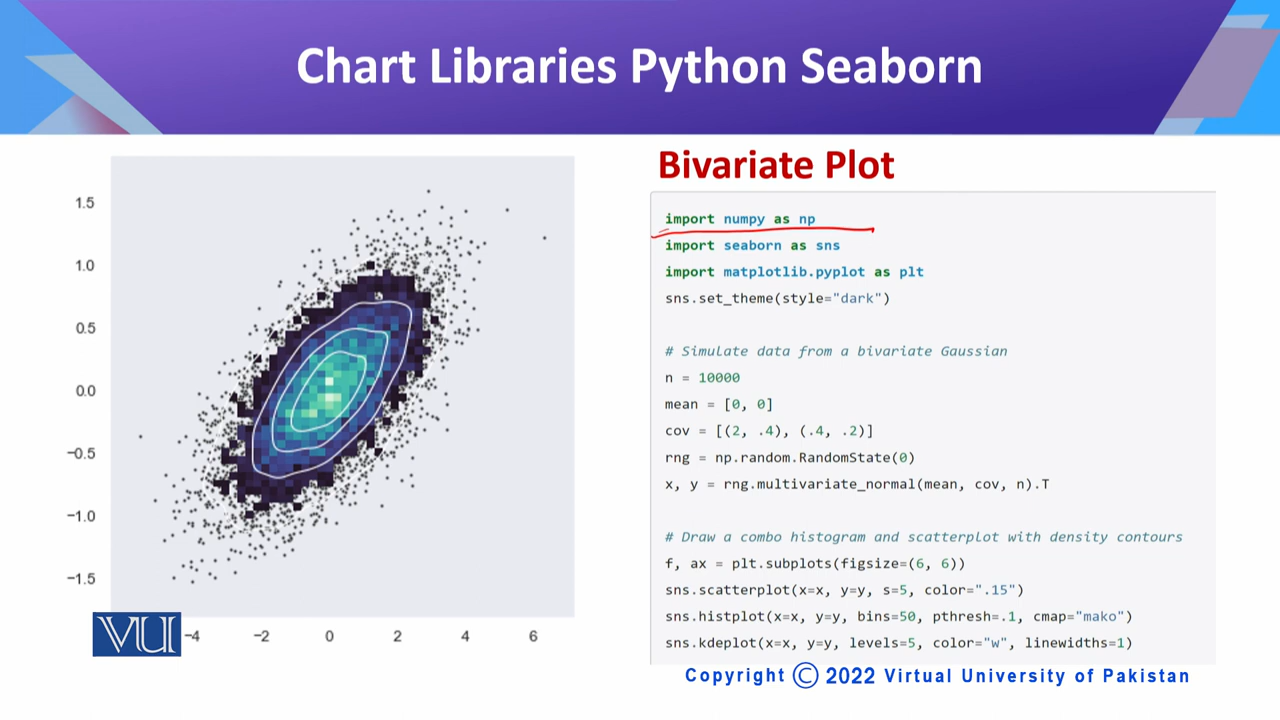 Chart Libraries Python Seaborn
Bivariate Plot
1.5
1.0
0.5
0.0
−0.5
−1.0
−1.5
−4
−2
0
2
4
6
import numpy as np
import seaborn as sns
import matplotlib.pyplot as plt
sns.set_theme(style="dark")
# Simulate data from a bivariate Gaussian
n = 10000
mean = [0, 0]
cov = [(2, .4), (.4, .2)]
rng = np.random.RandomState(0)
x, y = rng.multivariate_normal(mean, cov, n).T
# Draw a combo histogram and scatterplot with density contours
f, ax = plt.subplots(figsize=(6, 6))
sns.scatterplot(x=x, y=y, s=5, color=".15")
sns.histplot(x=x, y=y, bins=50, pthresh=.1, cmap="mako")
sns.kdeplot(x=x, y=y, levels=5, color="w", linewidths=1)
VU
Copyright © 2022 Virtual University of Pakistan